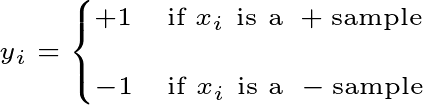 y_i = { +1 if x_i is a + sample
−1 if x_i is a − sample